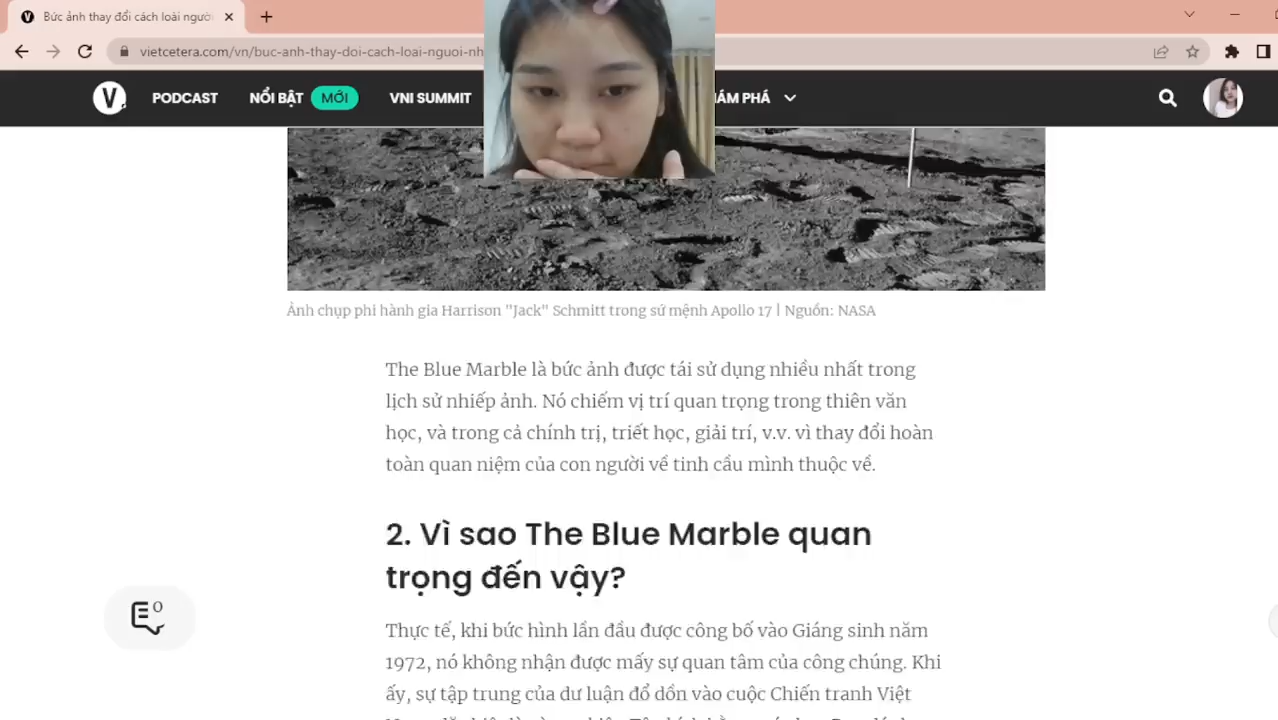 Bức ảnh thay đổi cách loài người
vietcetera.com/vn/buc-anh-thay-doi-cach-loai-nguoi-nh
V.
PODCAST
NỔI BẬT
MỚI
VNI SUMMIT
ÁM PHÁ
Ảnh chụp phi hành gia Harrison "Jack" Schmitt trong sứ mệnh Apollo 17 | Nguồn: NASA
The Blue Marble là bức ảnh được tái sử dụng nhiều nhất trong
lịch sử nhiếp ảnh. Nó chiếm vị trí quan trọng trong thiên văn
học, và trong cả chính trị, triết học, giải trí, v.v. vì thay đổi hoàn
toàn quan niệm của con người về tinh cầu mình thuộc về.
2. Vì sao The Blue Marble quan
trọng đến vậy?
0
Thực tế, khi bức hình lần đầu được công bố vào Giáng sinh năm
1972, nó không nhận được mấy sự quan tâm của công chúng. Khi
ấy, sự tập trung của dư luận đổ dồn vào cuộc Chiến tranh Việt